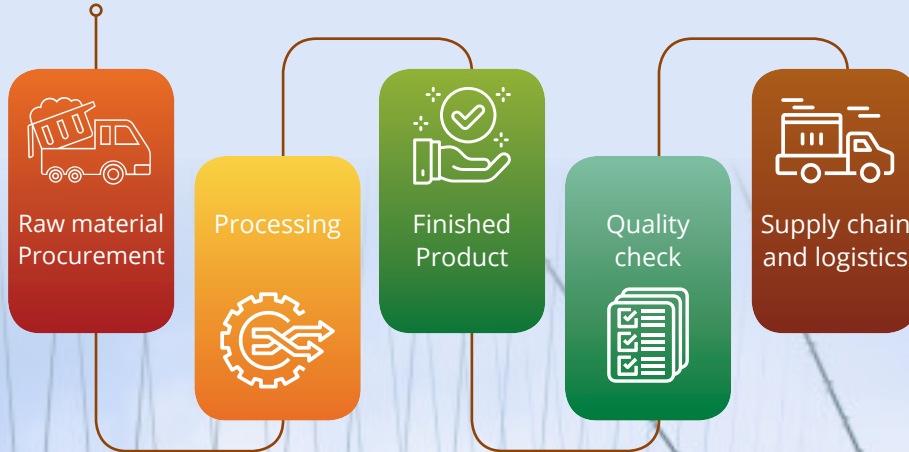 Raw material
Procurement
Processing
Finished
Product
Quality
check
Supply chain
and logistics